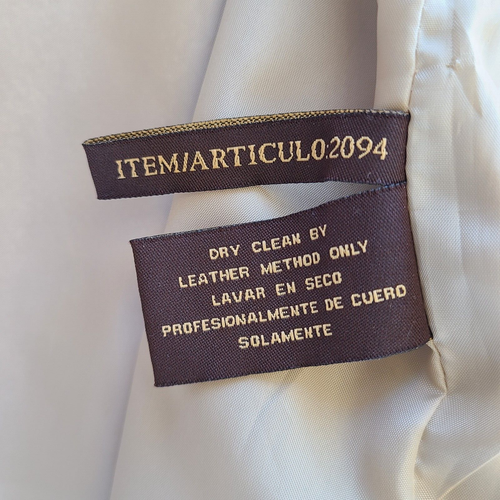 ITEM/ARTICULO:2094
DRY CLEAN BY
LEATHER METHOD ONLY
LAVAR EN SECO
PROFESIONALMENTE DE CUERO
SOLAMENTE